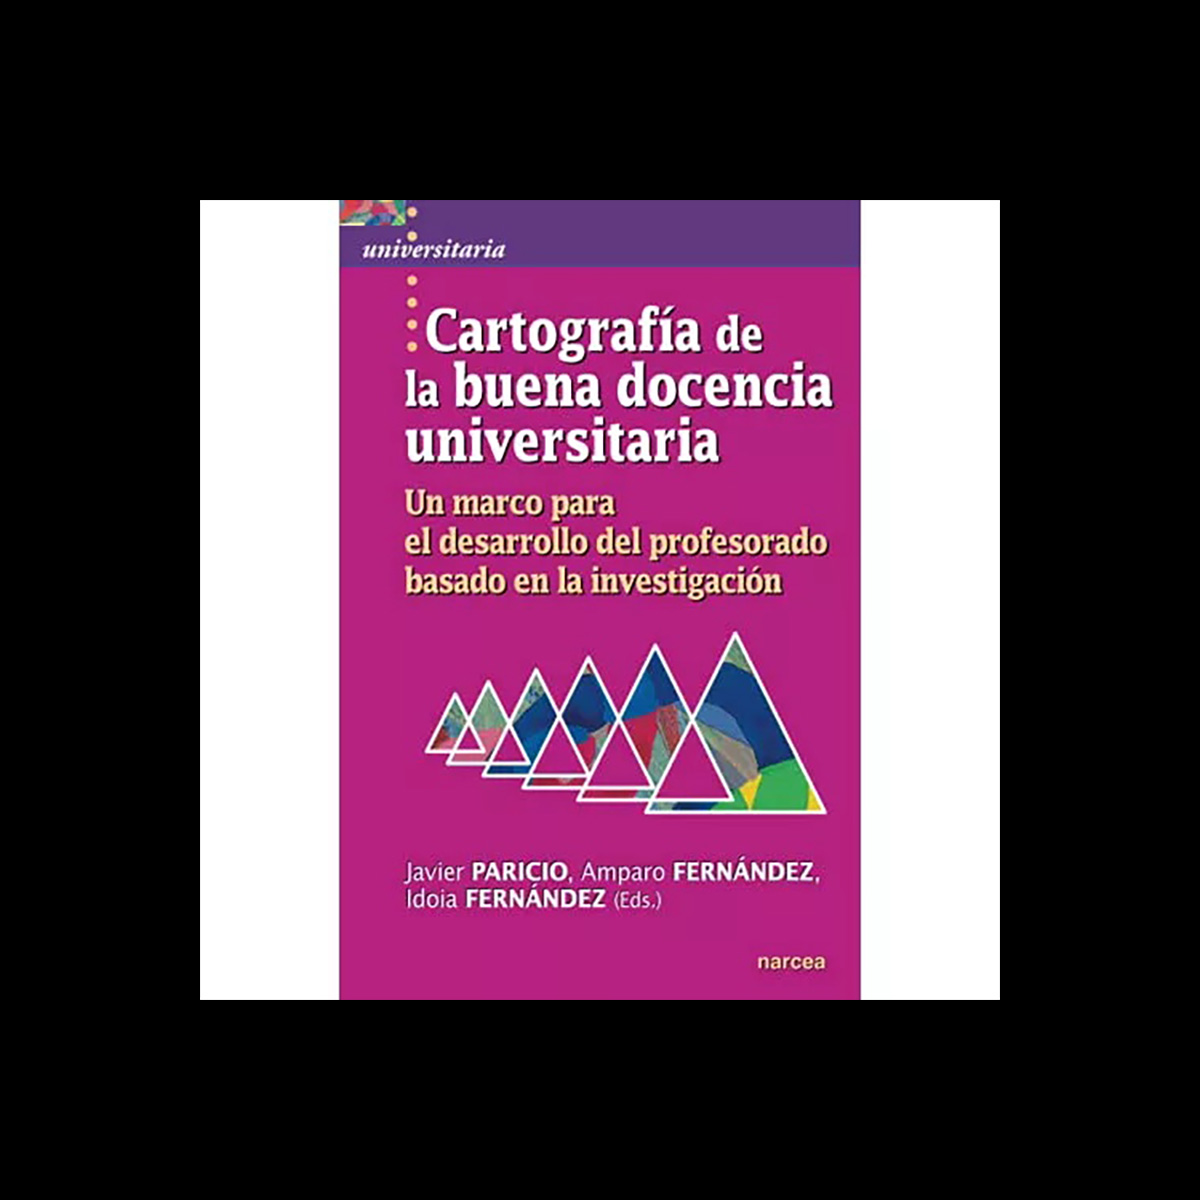 universitaria
Cartografía de
la buena docencia
universitaria
Un marco para
el desarrollo del profesorado
basado en la investigación
Javier PARICIO, Amparo FERNÁNDEZ,
Idoia FERNÁNDEZ (Eds.)
narcea